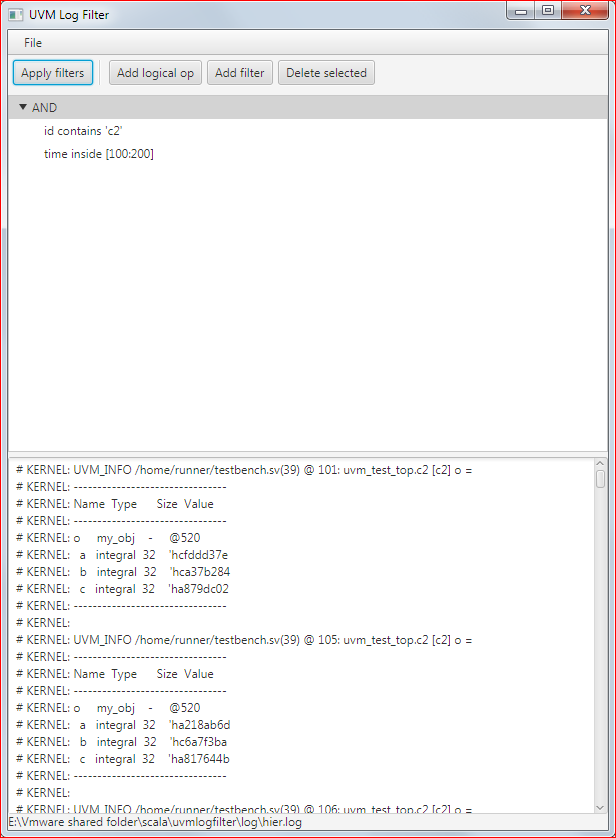 UVM Log Filter
File
Apply filters Add logical op Add filter Delete selected
AND
id contains 'c2'
time inside [100:200]
# KERNEL: UVM_INFO /home/runner/testbench.sv(39) @ 101: uvm_test_top.c2 [c2] o =
# KERNEL: ---------------------------------
# KERNEL: Name  Type      Size  Value
# KERNEL: ---------------------------------
# KERNEL: o     my_obj    -     @520
# KERNEL:   a   integral  32    'hcfddd37e
# KERNEL:   b   integral  32    'hca37b284
# KERNEL:   c   integral  32    'ha879dc02
# KERNEL: ---------------------------------
# KERNEL:
# KERNEL: UVM_INFO /home/runner/testbench.sv(39) @ 105: uvm_test_top.c2 [c2] o =
# KERNEL: ---------------------------------
# KERNEL: Name  Type      Size  Value
# KERNEL: ---------------------------------
# KERNEL: o     my_obj    -     @520
# KERNEL:   a   integral  32    'ha218ab6d
# KERNEL:   b   integral  32    'hc6a7f3ba
# KERNEL:   c   integral  32    'ha817644b
# KERNEL: ---------------------------------
# KERNEL:
# KERNEL: UVM_INFO /home/runner/testbench.sv(39) @ 106: uvm_test_top.c2 [c2] o =
E:\Vmware shared folder\scala\uvmlogfilter\log\hier.log